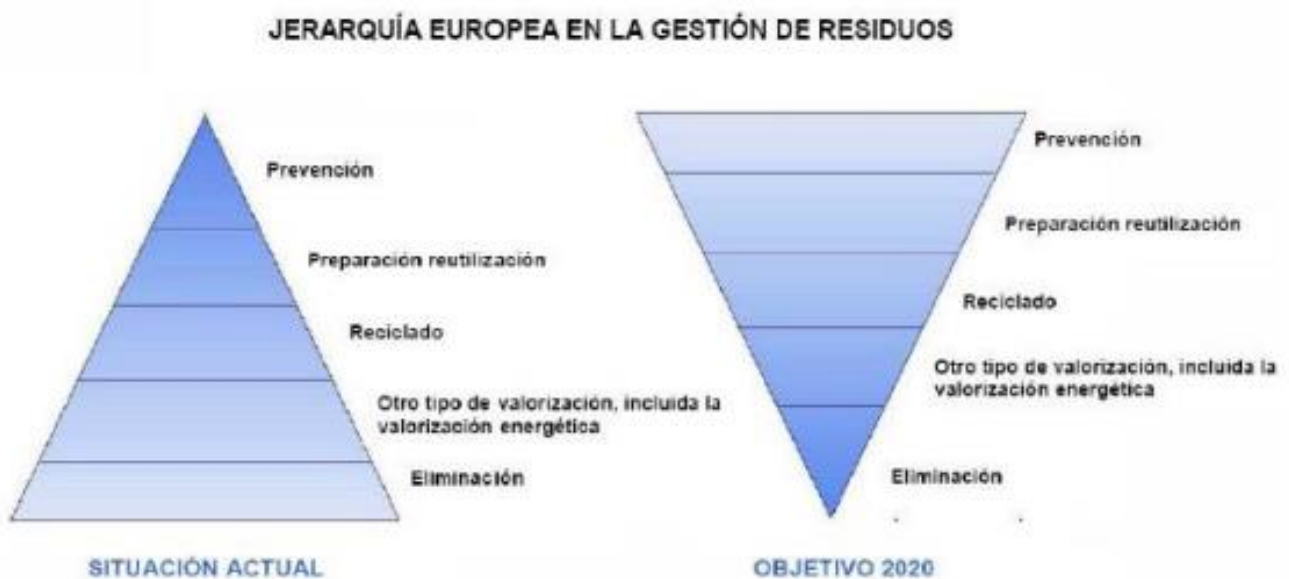 JERARQUÍA EUROPEA EN LA GESTIÓN DE RESIDUOS
Prevención
Preparación reutilización
Reciclado
Otro tipo de valorización, incluida la
valorización energética
Eliminación
SITUACIÓN ACTUAL
Prevención
Preparación reutilización
Reciclado
Otro tipo de valorización, incluida la
valorización energética
Eliminación
OBJETIVO 2020